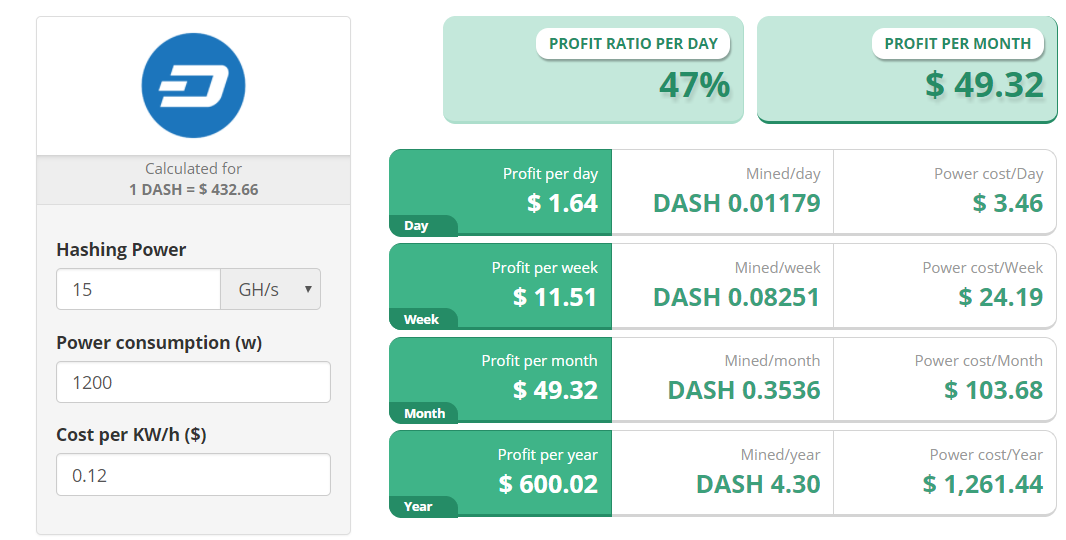 Calculated for
1 DASH = $ 432.66
Hashing Power
15 GH/s
Power consumption (w)
1200
Cost per KW/h ($)
0.12
PROFIT RATIO PER DAY
47%
PROFIT PER MONTH
$ 49.32
Profit per day
$ 1.64
Day
Mined/day
DASH 0.01179
Power cost/Day
$ 3.46
Profit per week
$ 11.51
Week
Mined/week
DASH 0.08251
Power cost/Week
$ 24.19
Profit per month
$ 49.32
Month
Mined/month
DASH 0.3536
Power cost/Month
$ 103.68
Profit per year
$ 600.02
Year
Mined/year
DASH 4.30
Power cost/Year
$ 1,261.44